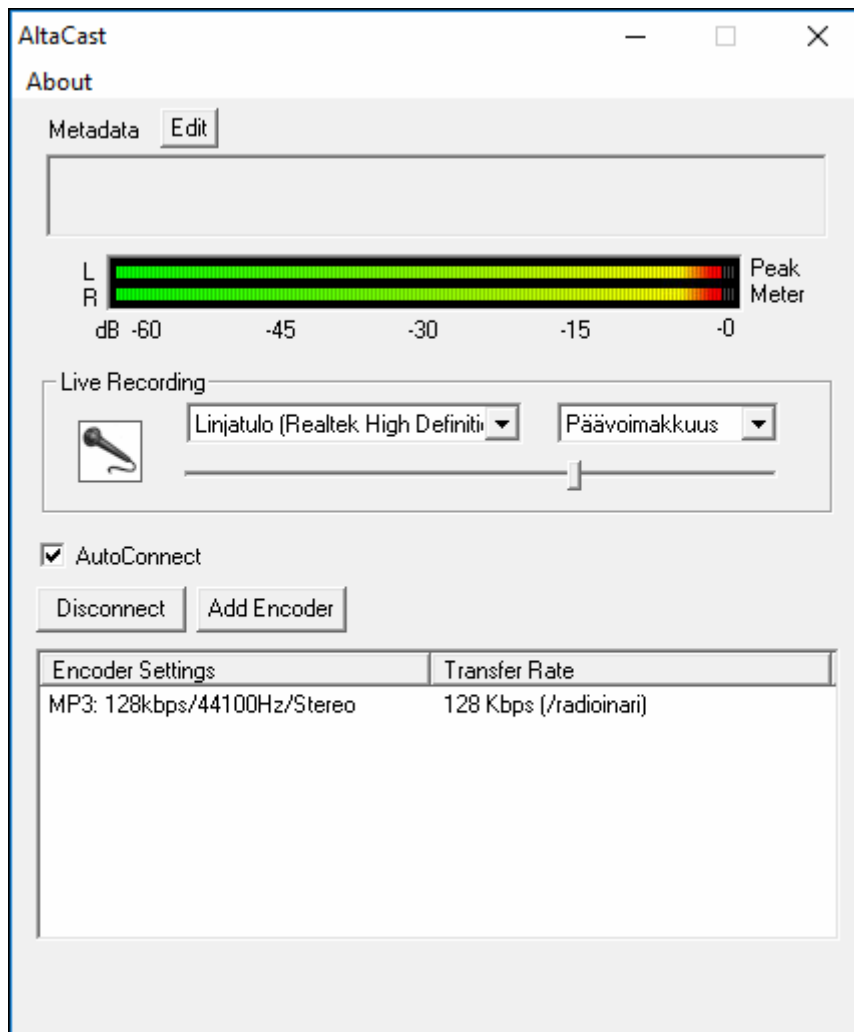 AltaCast
About
Metadata Edit
L
R
Peak
Meter
dB -60 -45 -30 -15 -0
Live Recording
Linjatulo (Realtek High Definiti Päävoimakkuus
AutoConnect
Disconnect Add Encoder
Encoder Settings Transfer Rate
MP3: 128kbps/44100Hz/Stereo 128 Kbps (/radioinari)